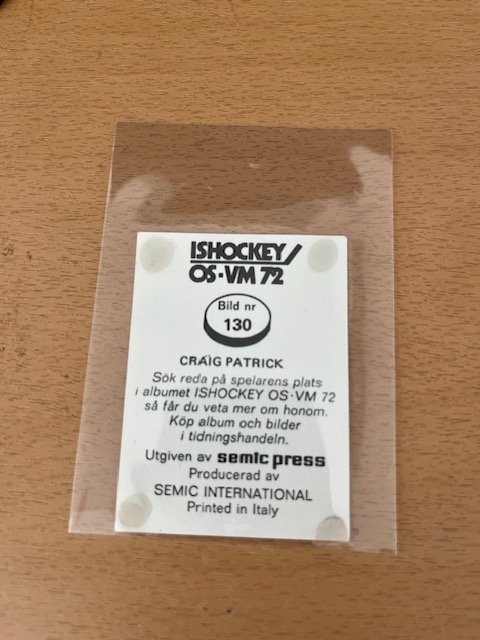 ISHOCKEY/
OS·VM 72
Bild nr
130
CRAIG PATRICK
Sök reda på spelarens plats
i albumet ISHOCKEY OS·VM 72
så får du veta mer om honom.
Köp album och bilder
i tidningshandeln.
Utgiven av semic press
Producerad av
SEMIC INTERNATIONAL
Printed in Italy